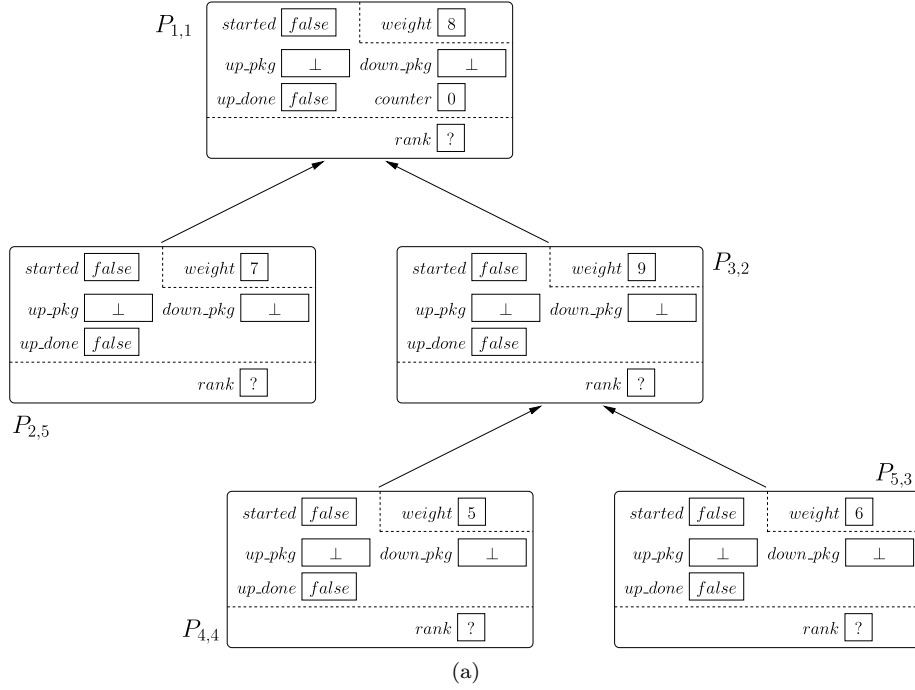 P1,1
started false weight 8
up_pkg ⊥ down_pkg ⊥
up_done false counter 0
rank ?
started false weight 7
up_pkg ⊥ down_pkg ⊥
up_done false
rank ?
P2,5
started false weight 9
up_pkg ⊥ down_pkg ⊥
up_done false
rank ?
P3,2
started false weight 5
up_pkg ⊥ down_pkg ⊥
up_done false
rank ?
P4,4
P5,3
started false weight 6
up_pkg ⊥ down_pkg ⊥
up_done false
rank ?
(a)